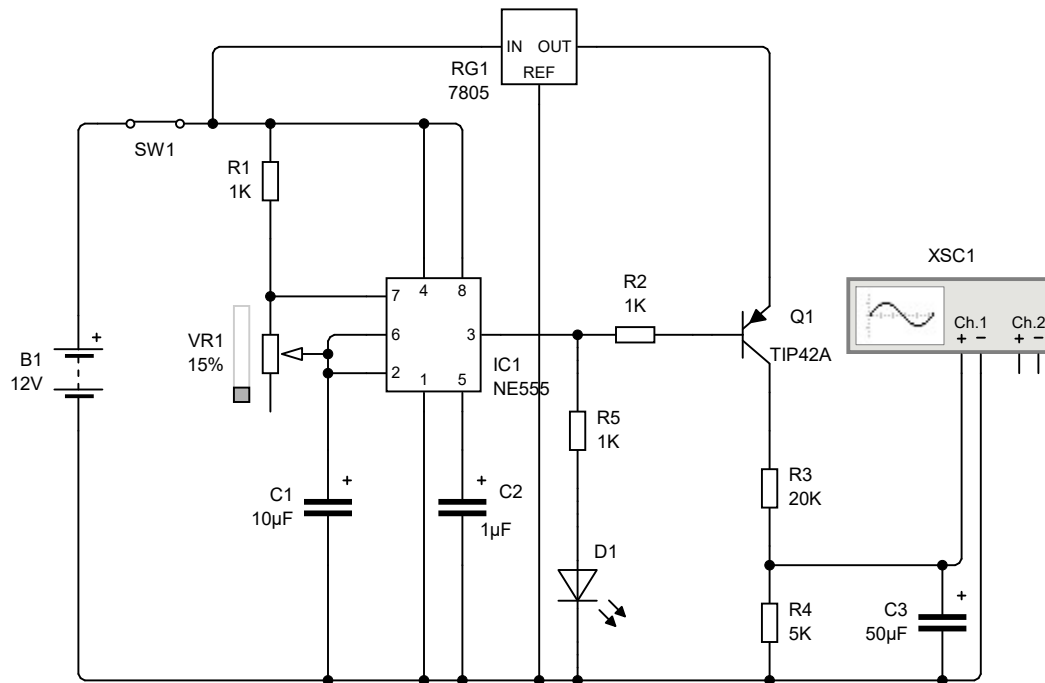 IN OUT
REF
RG1
7805
SW1
R1
1K
XSC1
Ch.1
Ch.2
+ − + −
7
4
8
6
3
2
1
5
IC1
NE555
R2
1K
Q1
TIP42A
VR1
15%
B1
12V
+
R5
1K
C1
10µF
+
C2
1µF
+
R3
20K
D1
R4
5K
C3
50µF
+